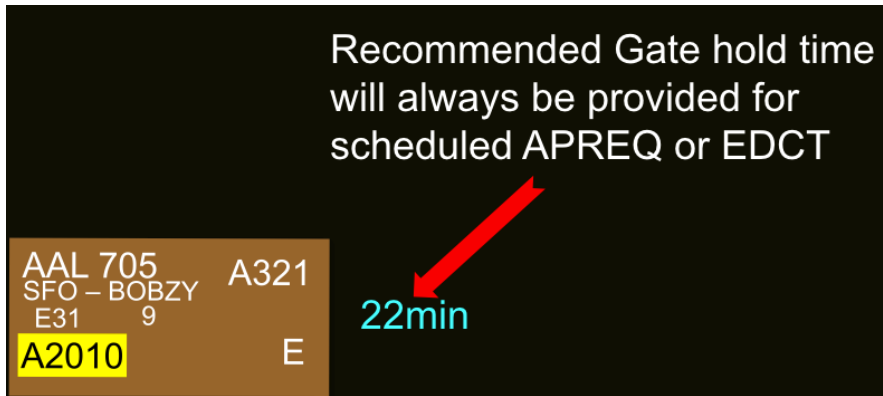 Recommended Gate hold time
will always be provided for
scheduled APREQ or EDCT
AAL 705 A321
SFO – BOBZY
E31 9
A2010 E
22min